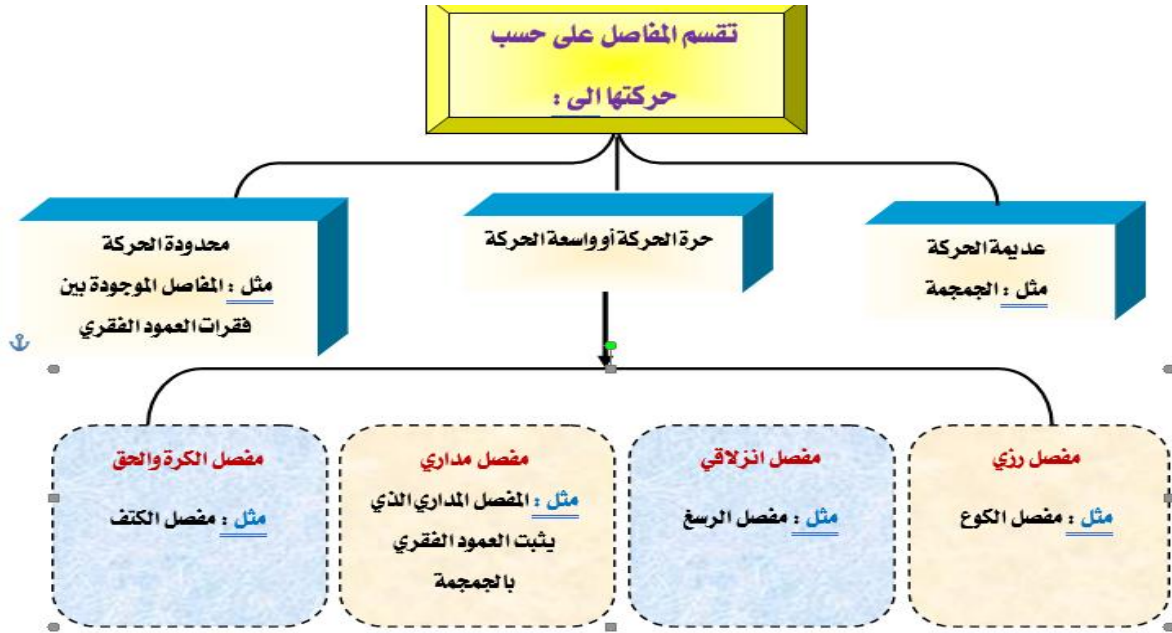 تقسم المفاصل على حسب
حركتها الى :
عديمة الحركة
مثل : الجمجمة
حرة الحركة أو واسعة الحركة
محدودة الحركة
مثل : المفاصل الموجودة بين
فقرات العمود الفقري
مفصل رزي
مثل : مفصل الكوع
مفصل انزلاقي
مثل : مفصل الرسغ
مفصل مداري
مثل : المفصل المداري الذي
يثبت العمود الفقري
بالجمجمة
مفصل الكرة والحق
مثل : مفصل الكتف